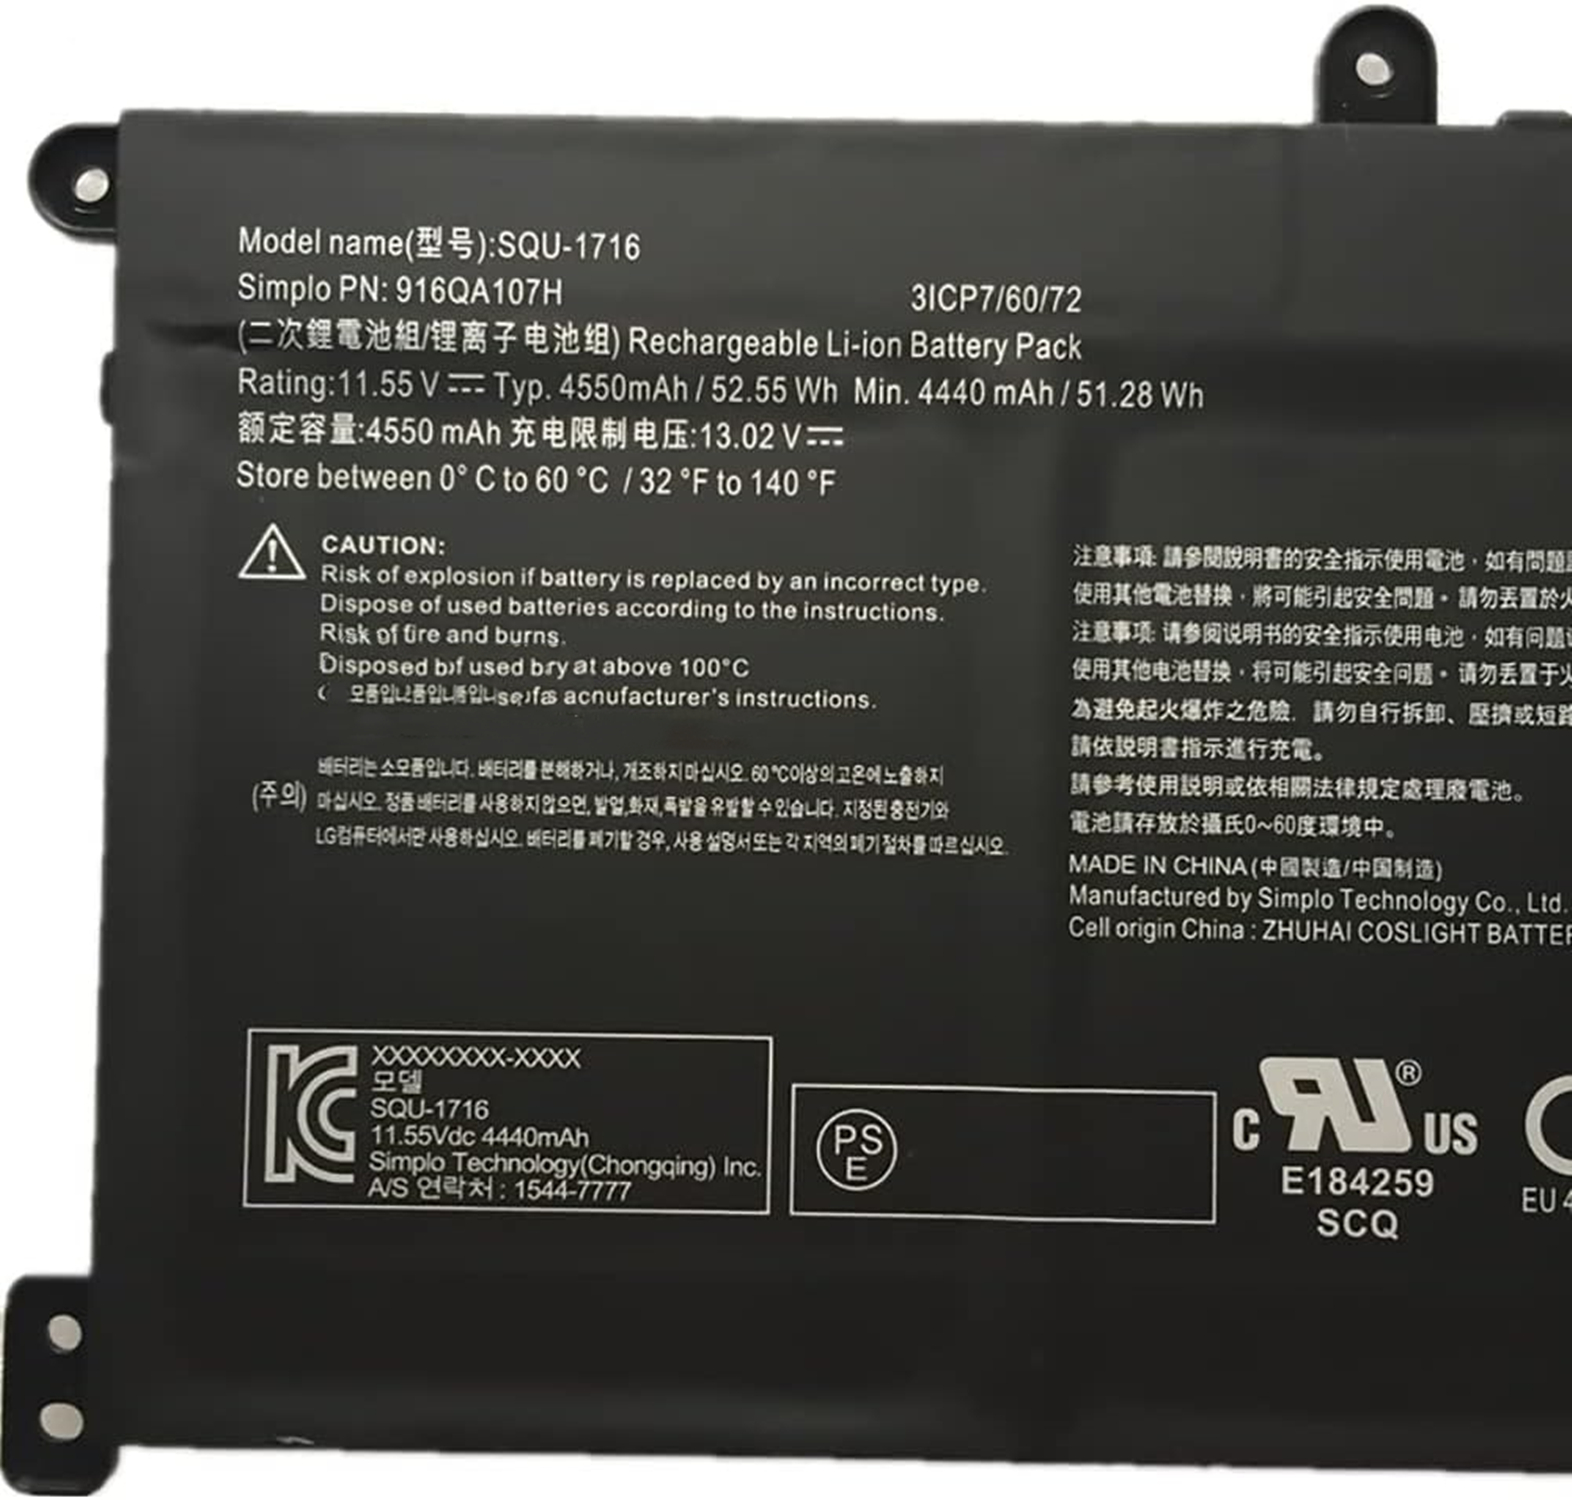 Model name(型号):SQU-1716
Simplo PN: 916QA107H 3ICP7/60/72
(二次鋰電池組/锂离子电池组) Rechargeable Li-ion Battery Pack
Rating:11.55 V Typ. 4550mAh / 52.55 Wh Min. 4440 mAh / 51.28 Wh
额定容量:4550 mAh 充电限制电压:13.02 V
Store between 0° C to 60 °C / 32 °F to 140 °F
CAUTION:
Risk of explosion if battery is replaced by an incorrect type.
Dispose of used batteries according to the instructions.
Risk of fire and burns.
Disposed used at above 100°C
instructions.
(주의)
배터리는 소모품입니다. 배터리를 분해하거나, 개조하지 마십시오. 60 °C이상의 고온에 노출하지
마십시오. 정품 배터리를 사용하지 않으면, 발열,화재,폭발을 유발할 수 있습니다. 지정된 충전기와
LG컴퓨터에서만 사용하십시오. 배터리를 폐기할 경우, 사용 설명서 또는 각 지역의 폐기 절차를 따르십시오.
注意事項: 請參閱說明書的安全指示使用電池，如有問題
使用其他電池替換，將可能引起安全問題。請勿丟置於火
注意事项: 请参阅说明书的安全指示使用电池，如有问题
使用其他电池替换，将可能引起安全问题。请勿丢置于火
為避免起火爆炸之危險. 請勿自行拆卸、壓擠或短路
請依説明書指示進行充電。
請參考使用説明或依相關法律規定處理廢電池。
電池請存放於攝氏0~60度環境中。
MADE IN CHINA (中國製造/中国制造)
Manufactured by Simplo Technology Co., Ltd.
Cell origin China : ZHUHAI COSLIGHT
XXXXXXXX-XXXX
모델
SQU-1716
11.55Vdc 4440mAh
Simplo Technology(Chongqing) Inc.
A/S 연락처 : 1544-7777
PS
E
C US ®
E184259
SCQ
EU